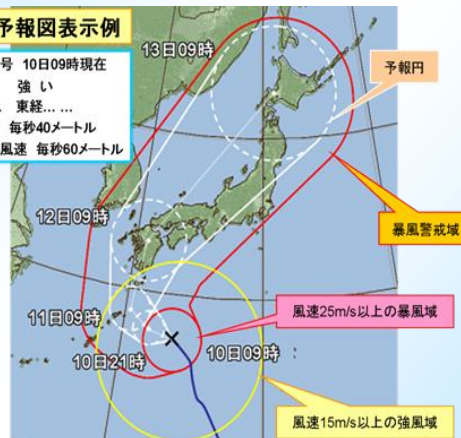 予報図表示例
号 10日09時現在
強 い
東経... ...
毎秒40メートル
風速 毎秒60メートル
13日09時
予報円
12日09時
暴風警戒域
11日09時
10日21時
10日09時
風速25m/s以上の暴風域
風速15m/s以上の強風域